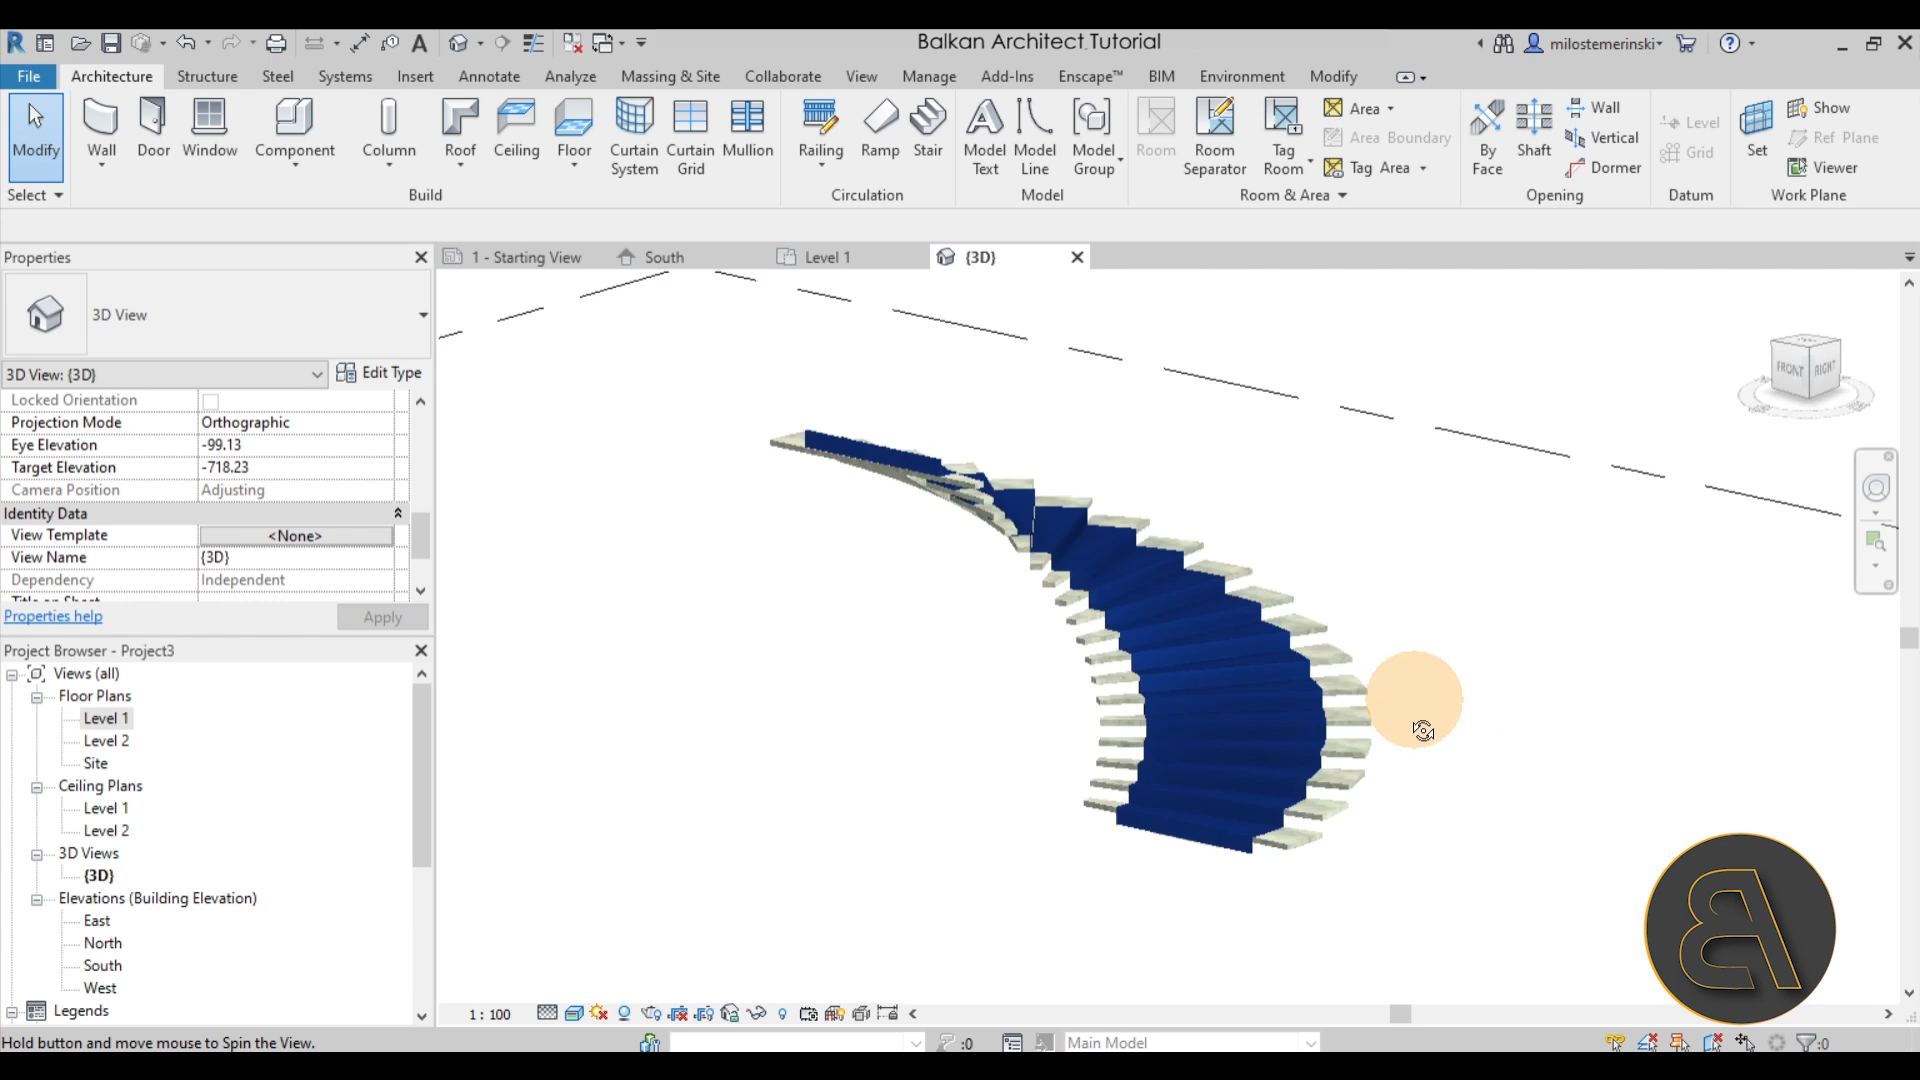 Balkan Architect Tutorial
milostemerinski
File Architecture Structure Steel Systems Insert Annotate Analyze Massing & Site Collaborate View Manage Add-Ins Enscape™ BIM Environment Modify
Modify Wall Door Window Component Column Roof Ceiling Floor Curtain System Curtain Grid Mullion Railing Ramp Stair Model Text Model Line Model Group Room Room Separator Tag Room By Face Shaft Set
Area Wall Level Show
Area Boundary Vertical Grid Ref Plane
Tag Area Dormer Viewer
Select Build Circulation Model Room & Area Opening Datum Work Plane
Properties
1 - Starting View South Level 1 {3D}
3D View
3D View: {3D} Edit Type
Locked Orientation
Projection Mode Orthographic
Eye Elevation -99.13
Target Elevation -718.23
Camera Position Adjusting
Identity Data
View Template <None>
View Name {3D}
Dependency Independent
Properties help Apply
FRONT RIGHT
Project Browser - Project3
Views (all)
Floor Plans
Level 1
Level 2
Site
Ceiling Plans
Level 1
Level 2
3D Views
{3D}
Elevations (Building Elevation)
East
North
South
West
Legends
1 : 100
Hold button and move mouse to Spin the View. :0 Main Model :0